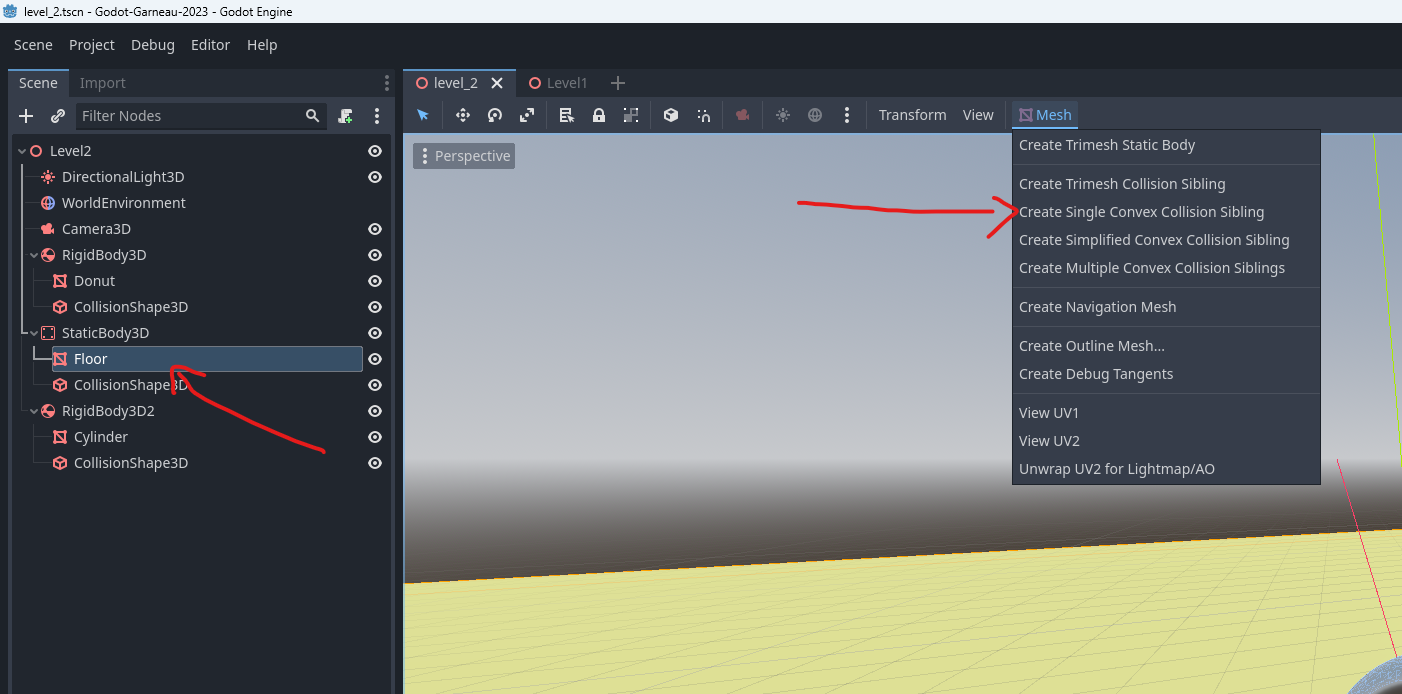 level_2.tscn - Godot-Garneau-2023 - Godot Engine
Scene Project Debug Editor Help
Scene Import
Filter Nodes
Level2
DirectionalLight3D
WorldEnvironment
Camera3D
RigidBody3D
Donut
CollisionShape3D
StaticBody3D
Floor
CollisionShape3D
RigidBody3D2
Cylinder
CollisionShape3D
level_2 Level1
Transform View Mesh
Perspective
Create Trimesh Static Body
Create Trimesh Collision Sibling
Create Single Convex Collision Sibling
Create Simplified Convex Collision Sibling
Create Multiple Convex Collision Siblings
Create Navigation Mesh
Create Outline Mesh...
Create Debug Tangents
View UV1
View UV2
Unwrap UV2 for Lightmap/AO